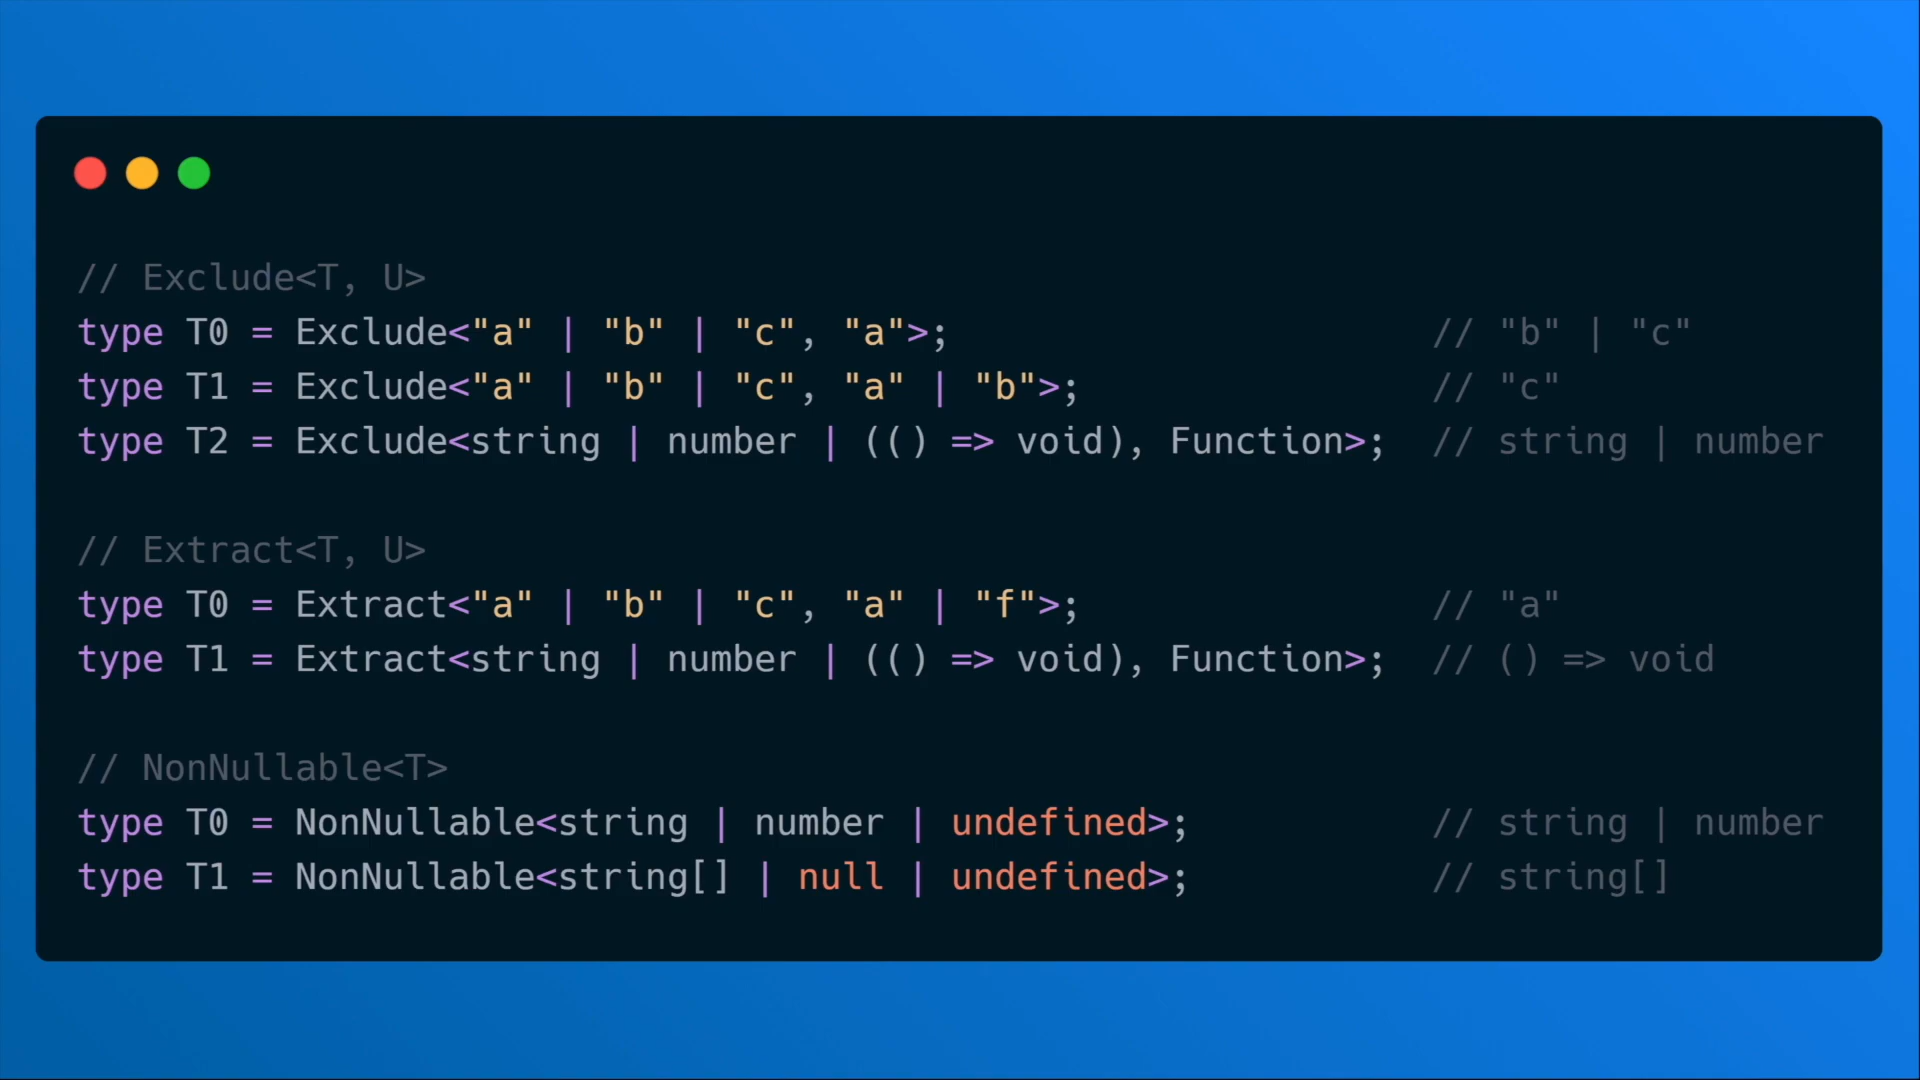 // Exclude<T, U>
type T0 = Exclude<"a" | "b" | "c", "a">; // "b" | "c"
type T1 = Exclude<"a" | "b" | "c", "a" | "b">; // "c"
type T2 = Exclude<string | number | (() => void), Function>; // string | number
// Extract<T, U>
type T0 = Extract<"a" | "b" | "c", "a" | "f">; // "a"
type T1 = Extract<string | number | (() => void), Function>; // () => void
// NonNullable<T>
type T0 = NonNullable<string | number | undefined>; // string | number
type T1 = NonNullable<string[] | null | undefined>; // string[]